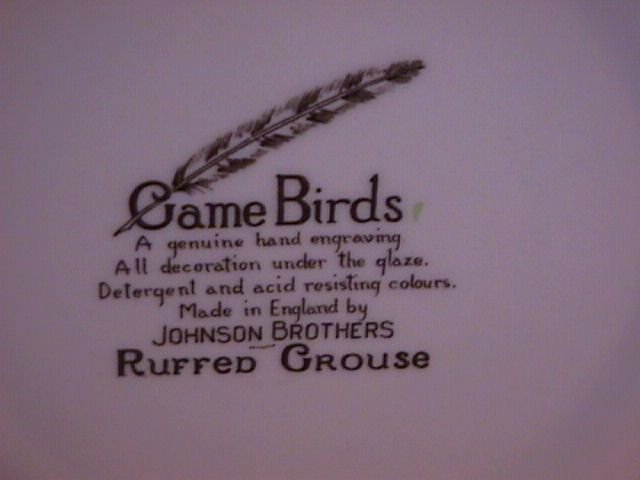 Game Birds
A genuine hand engraving.
All decoration under the glaze.
Detergent and acid resisting colours.
Made in England by
JOHNSON BROTHERS
RUFFED GROUSE